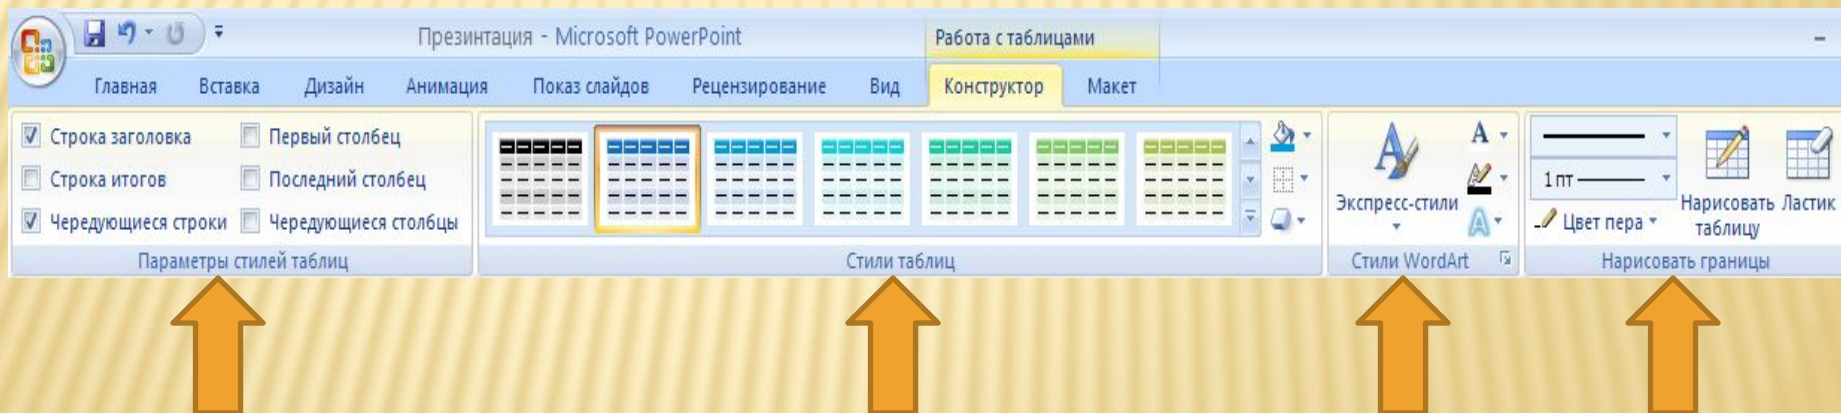 Презинтация - Microsoft PowerPoint
Работа с таблицами
Главная Вставка Дизайн Анимация Показ слайдов Рецензирование Вид Конструктор Макет
Строка заголовка
Строка итогов
Чередующиеся строки
Первый столбец
Последний столбец
Чередующиеся столбцы
Параметры стилей таблиц
Стили таблиц
А
A
A
Экспресс-стили
Стили WordArt
1 пт
Цвет пера
Нарисовать
таблицу
Ластик
Нарисовать границы